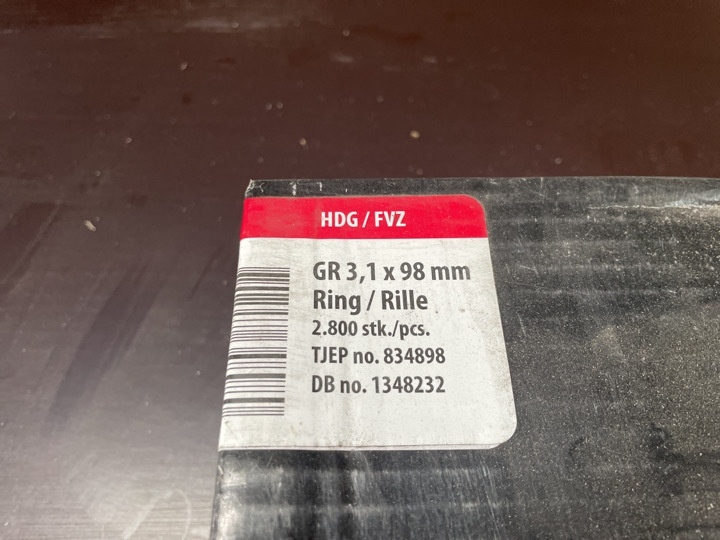 HDG / FVZ
GR 3,1 x 98 mm
Ring / Rille
2.800 stk./pcs.
TJEP no. 834898
DB no. 1348232